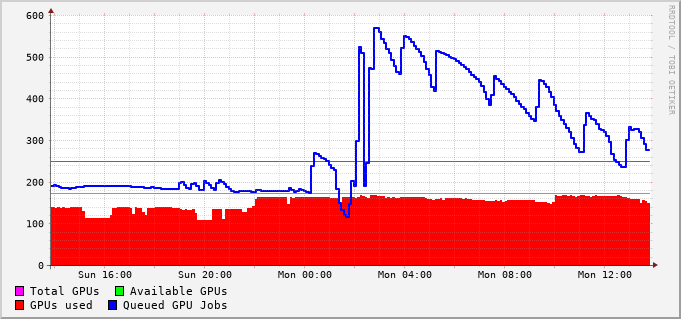 600
500
400
300
200
100
0
Sun 16:00 Sun 20:00 Mon 00:00 Mon 04:00 Mon 08:00 Mon 12:00
Total GPUs Available GPUs
GPUs used Queued GPU Jobs
RRDTOOL / TOBI OETIKER